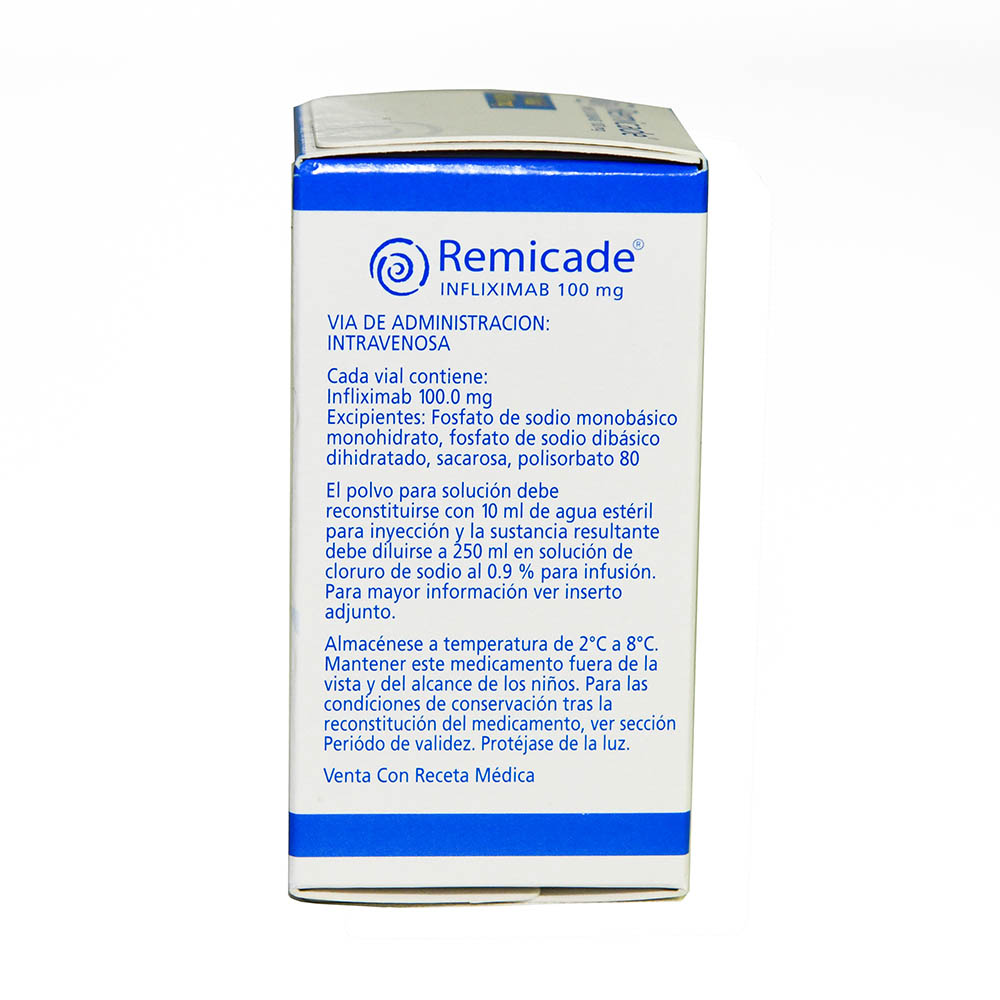 Remicade
Remicade®
INFLIXIMAB 100 mg
VIA DE ADMINISTRACION:
INTRAVENOSA
Cada vial contiene:
Infliximab 100.0 mg
Excipientes: Fosfato de sodio monobásico
monohidrato, fosfato de sodio dibásico
dihidratado, sacarosa, polisorbato 80
El polvo para solución debe
reconstituirse con 10 ml de agua estéril
para inyección y la sustancia resultante
debe diluirse a 250 ml en solución de
cloruro de sodio al 0.9 % para infusión.
Para mayor información ver inserto
adjunto.
Almacénese a temperatura de 2°C a 8°C.
Mantener este medicamento fuera de la
vista y del alcance de los niños. Para las
condiciones de conservación tras la
reconstitución del medicamento, ver sección
Periódo de validez. Protéjase de la luz.
Venta Con Receta Médica